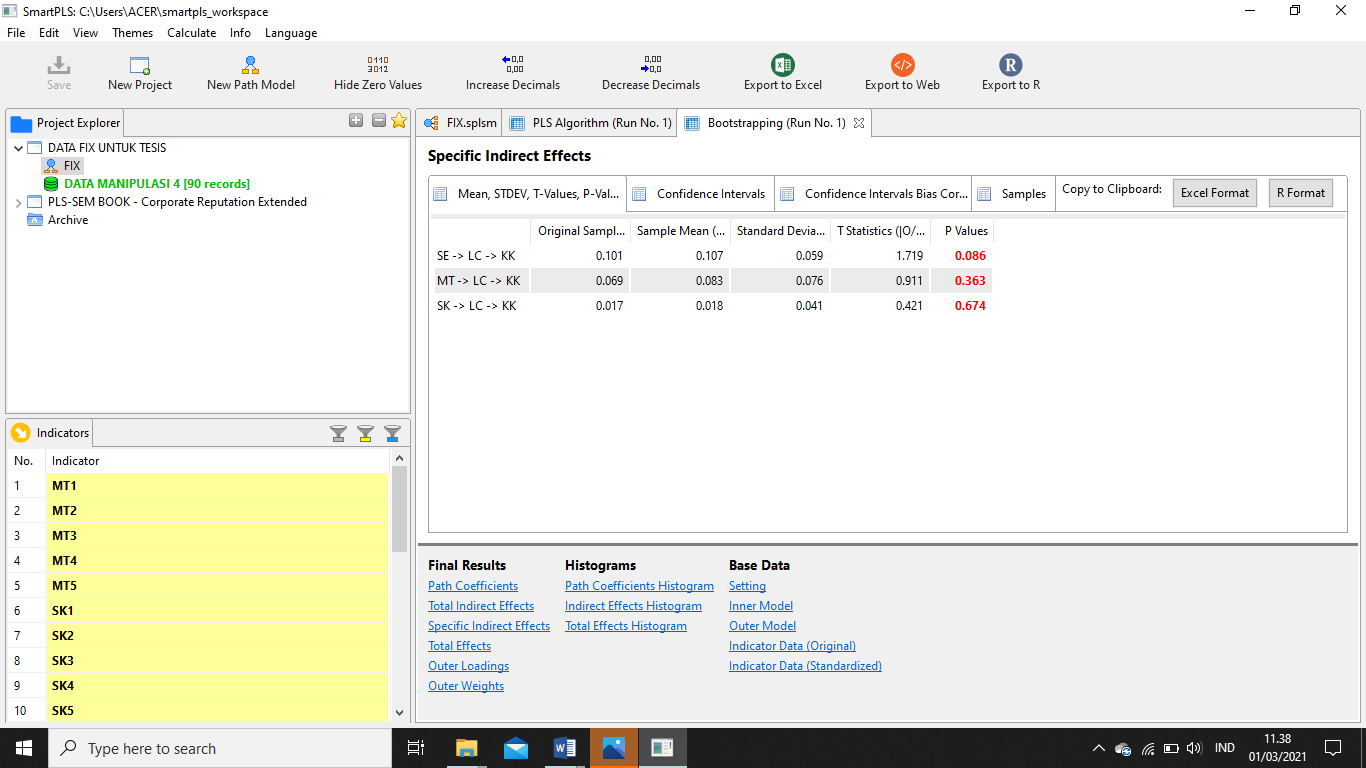 SmartPLS: C:\Users\ACER\smartpls_workspace
File Edit View Themes Calculate Info Language
Save New Project New Path Model Hide Zero Values Increase Decimals Decrease Decimals Export to Excel Export to Web Export to R
Project Explorer
DATA FIX UNTUK TESIS
FIX
DATA MANIPULASI 4 [90 records]
PLS-SEM BOOK - Corporate Reputation Extended
Archive
Indicators
No. Indicator
1 MT1
2 MT2
3 MT3
4 MT4
5 MT5
6 SK1
7 SK2
8 SK3
9 SK4
10 SK5
FIX.splsm PLS Algorithm (Run No. 1) Bootstrapping (Run No. 1)
Specific Indirect Effects
Mean, STDEV, T-Values, P-Val... Confidence Intervals Confidence Intervals Bias Cor... Samples Copy to Clipboard: Excel Format R Format
Original Sampl... Sample Mean (... Standard Devia... T Statistics (|O/... P Values
SE -> LC -> KK 0.101 0.107 0.059 1.719 0.086
MT -> LC -> KK 0.069 0.083 0.076 0.911 0.363
SK -> LC -> KK 0.017 0.018 0.041 0.421 0.674
Final Results Histograms Base Data
Path Coefficients Path Coefficients Histogram Setting
Total Indirect Effects Indirect Effects Histogram Inner Model
Specific Indirect Effects Total Effects Histogram Outer Model
Total Effects Indicator Data (Original)
Outer Loadings Indicator Data (Standardized)
Outer Weights
Type here to search
IND
11.38
01/03/2021